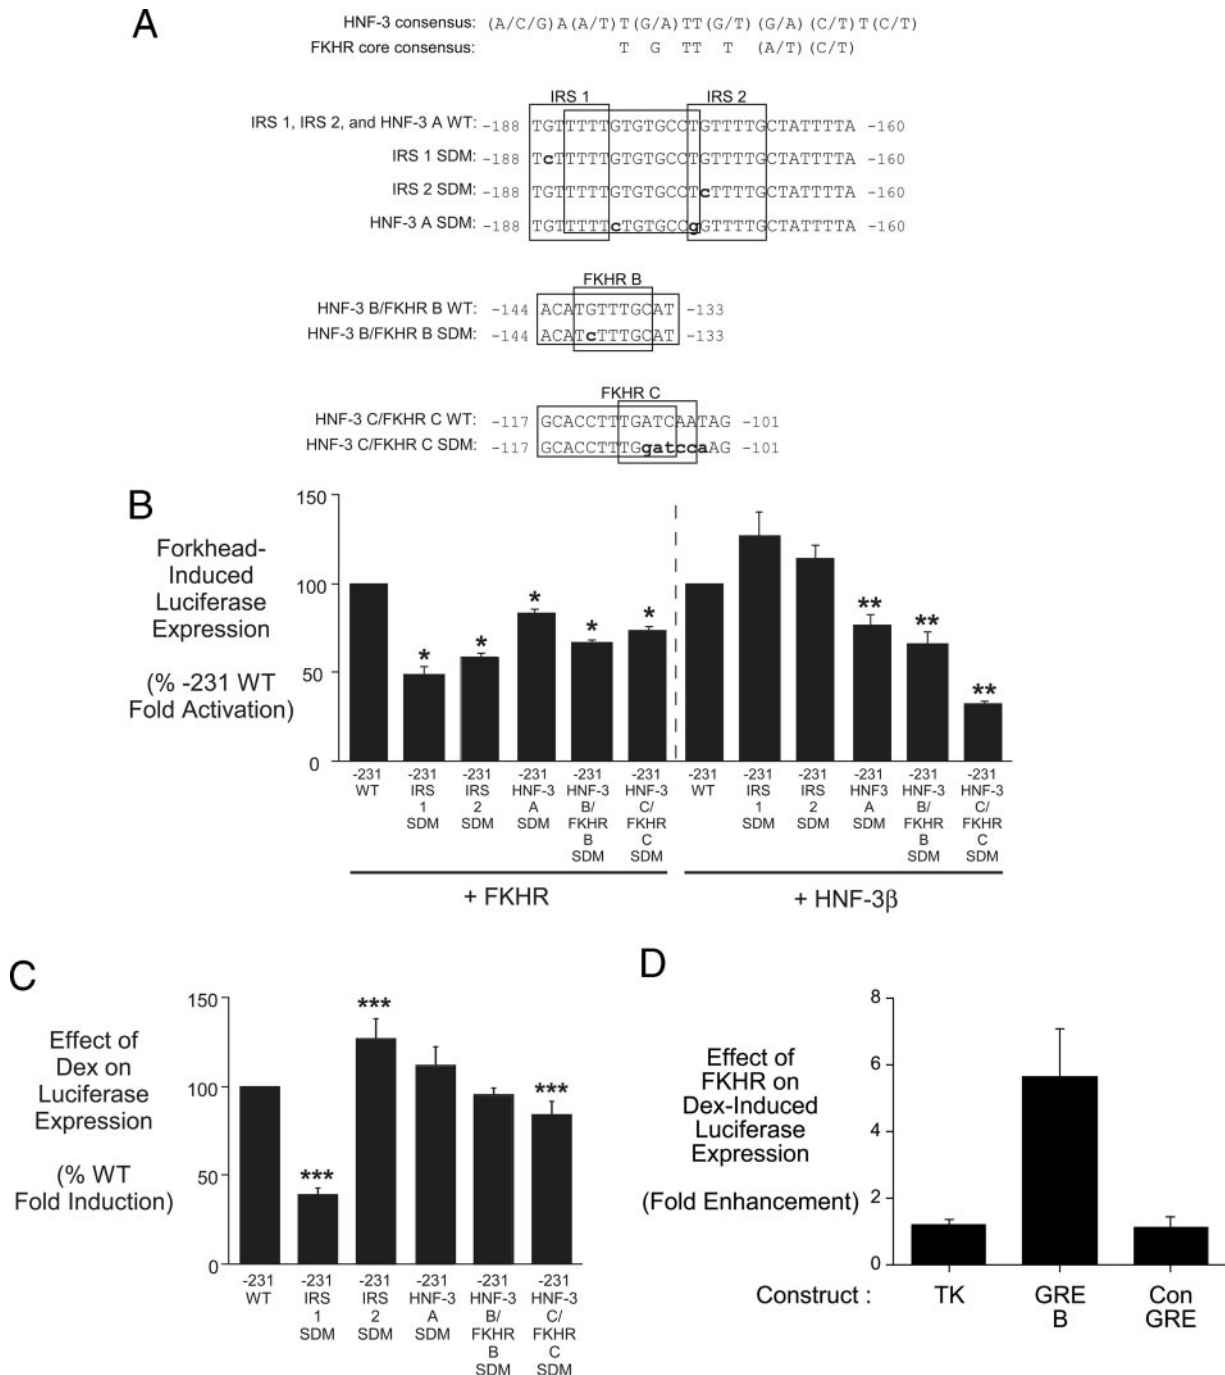 A
HNF-3 consensus: (A/C/G)A(A/T)T(G/A)TT(G/T)(G/A)(C/T)T(C/T)
FKHR core consensus: T G TT T (A/T)(C/T)
IRS 1 IRS 2
IRS 1, IRS 2, and HNF-3 A WT: -188 TGTTTTTGTGTGCCTGTTTTGCTATTTTA -160
IRS 1 SDM: -188 TcTTTTTGTGTGCCTGTTTTGCTATTTTA -160
IRS 2 SDM: -188 TGTTTTTGTGTGCCTcTTTTGCTATTTTA -160
HNF-3 A SDM: -188 TGTTTTTcTGTGCCgGTTTTGCTATTTTA -160
FKHR B
HNF-3 B/FKHR B WT: -144 ACATGTTTGCAT -133
HNF-3 B/FKHR B SDM: -144 ACATcTTTGCAT -133
FKHR C
HNF-3 C/FKHR C WT: -117 GCACCTTTGATCAATAG -101
HNF-3 C/FKHR C SDM: -117 GCACCTTTGgatccaAG -101
B
Forkhead-
Induced
Luciferase
Expression
(% -231 WT
Fold Activation)
150
100
50
0
* * * * * ** ** **
-231 -231 -231 -231 -231 -231 -231 -231 -231 -231 -231 -231
WT IRS IRS HNF-3 HNF-3 HNF-3 WT IRS IRS HNF3 HNF-3 HNF-3
1 2 A B/ C/ 1 2 A B/ C/
SDM SDM SDM FKHR FKHR SDM SDM SDM FKHR FKHR
B C B C
SDM SDM SDM SDM
+ FKHR + HNF-3β
C
Effect of
Dex on
Luciferase
Expression
(% WT
Fold Induction)
150
100
50
0
*** *** ***
-231 -231 -231 -231 -231 -231
WT IRS IRS HNF-3 HNF-3 HNF-3
1 2 A B/ C/
SDM SDM SDM FKHR FKHR
B C
SDM SDM
D
Effect of
FKHR on
Dex-Induced
Luciferase
Expression
(Fold Enhancement)
8
6
4
2
0
Construct : TK GRE Con
B GRE